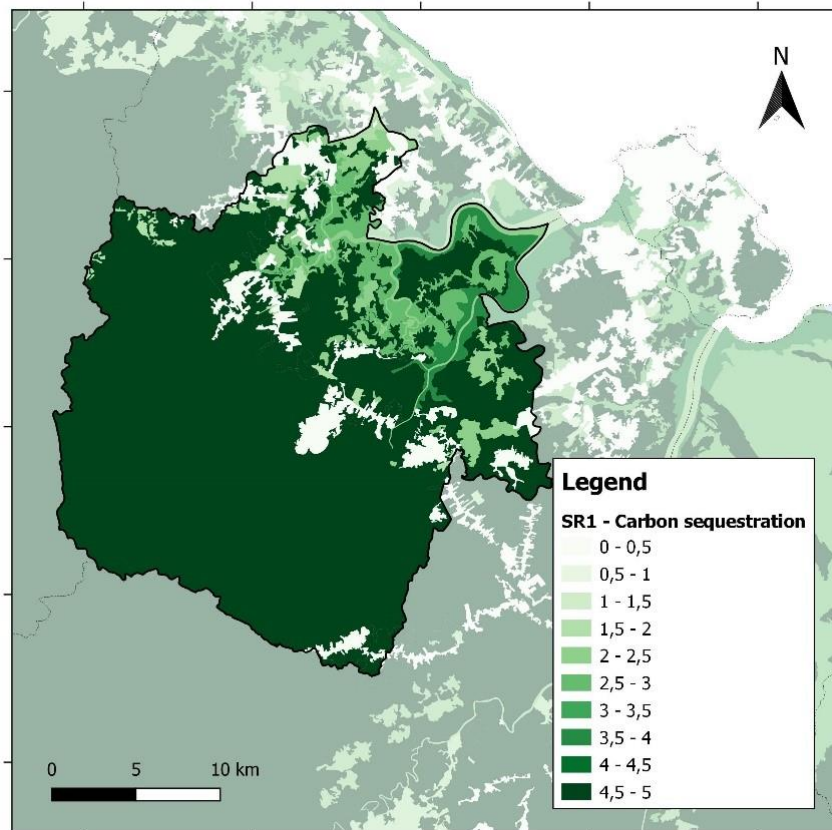 N
Legend
SR1 - Carbon sequestration
0 - 0,5
0,5 - 1
1 - 1,5
1,5 - 2
2 - 2,5
2,5 - 3
3 - 3,5
3,5 - 4
4 - 4,5
4,5 - 5
0 5 10 km